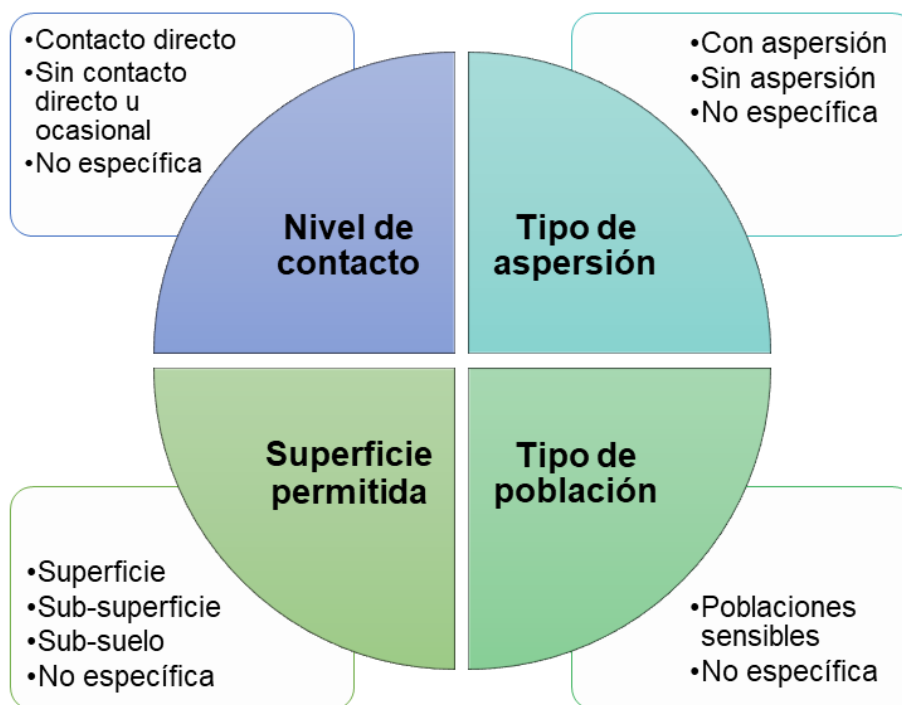 •Contacto directo
•Sin contacto
directo u
ocasional
•No específica
•Con aspersión
•Sin aspersión
•No específica
Nivel de
contacto
Tipo de
aspersión
Superficie
permitida
Tipo de
población
•Superficie
•Sub-superficie
•Sub-suelo
•No específica
•Poblaciones
sensibles
•No específica